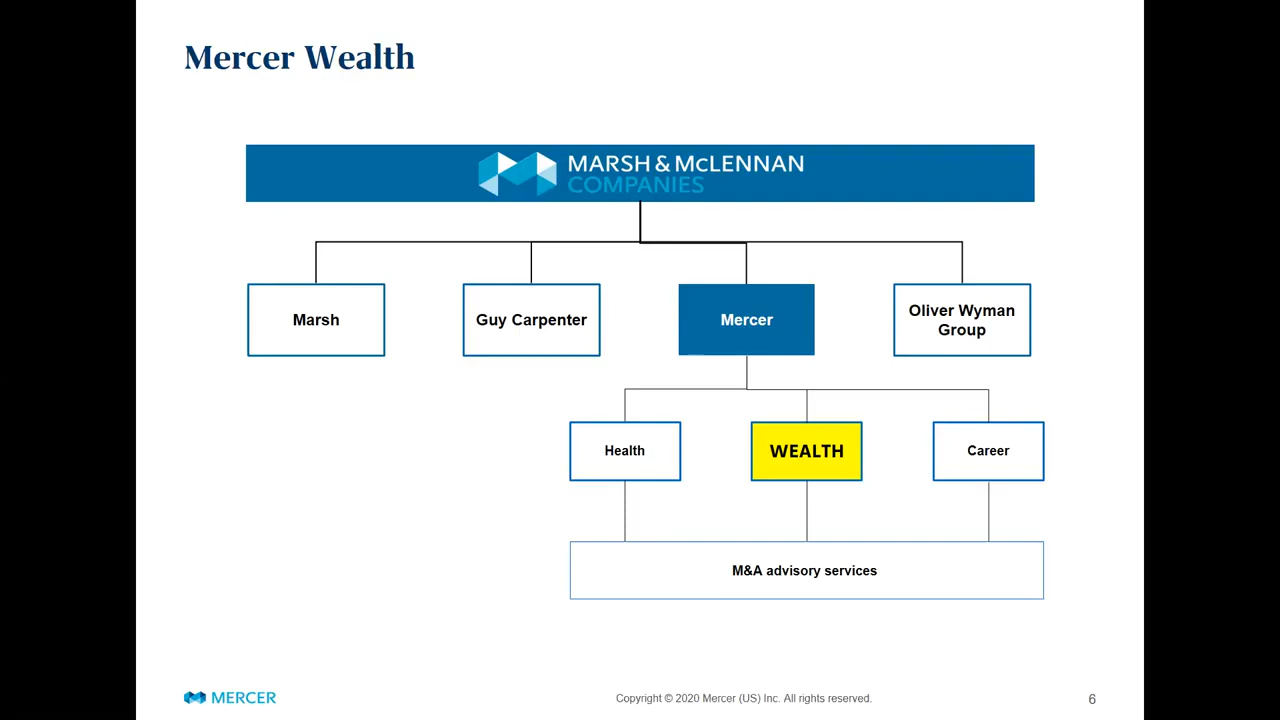 Mercer Wealth
MARSH & McLENNAN
COMPANIES
Marsh
Guy Carpenter
Mercer
Oliver Wyman
Group
Health
WEALTH
Career
M&A advisory services
MERCER
Copyright © 2020 Mercer (US) Inc. All rights reserved.
6